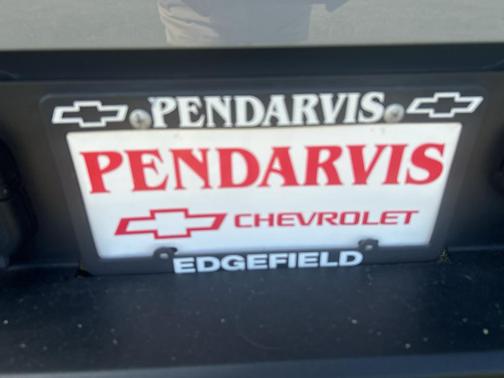 PENDARVIS
PENDARVIS
CHEVROLET
EDGEFIELD